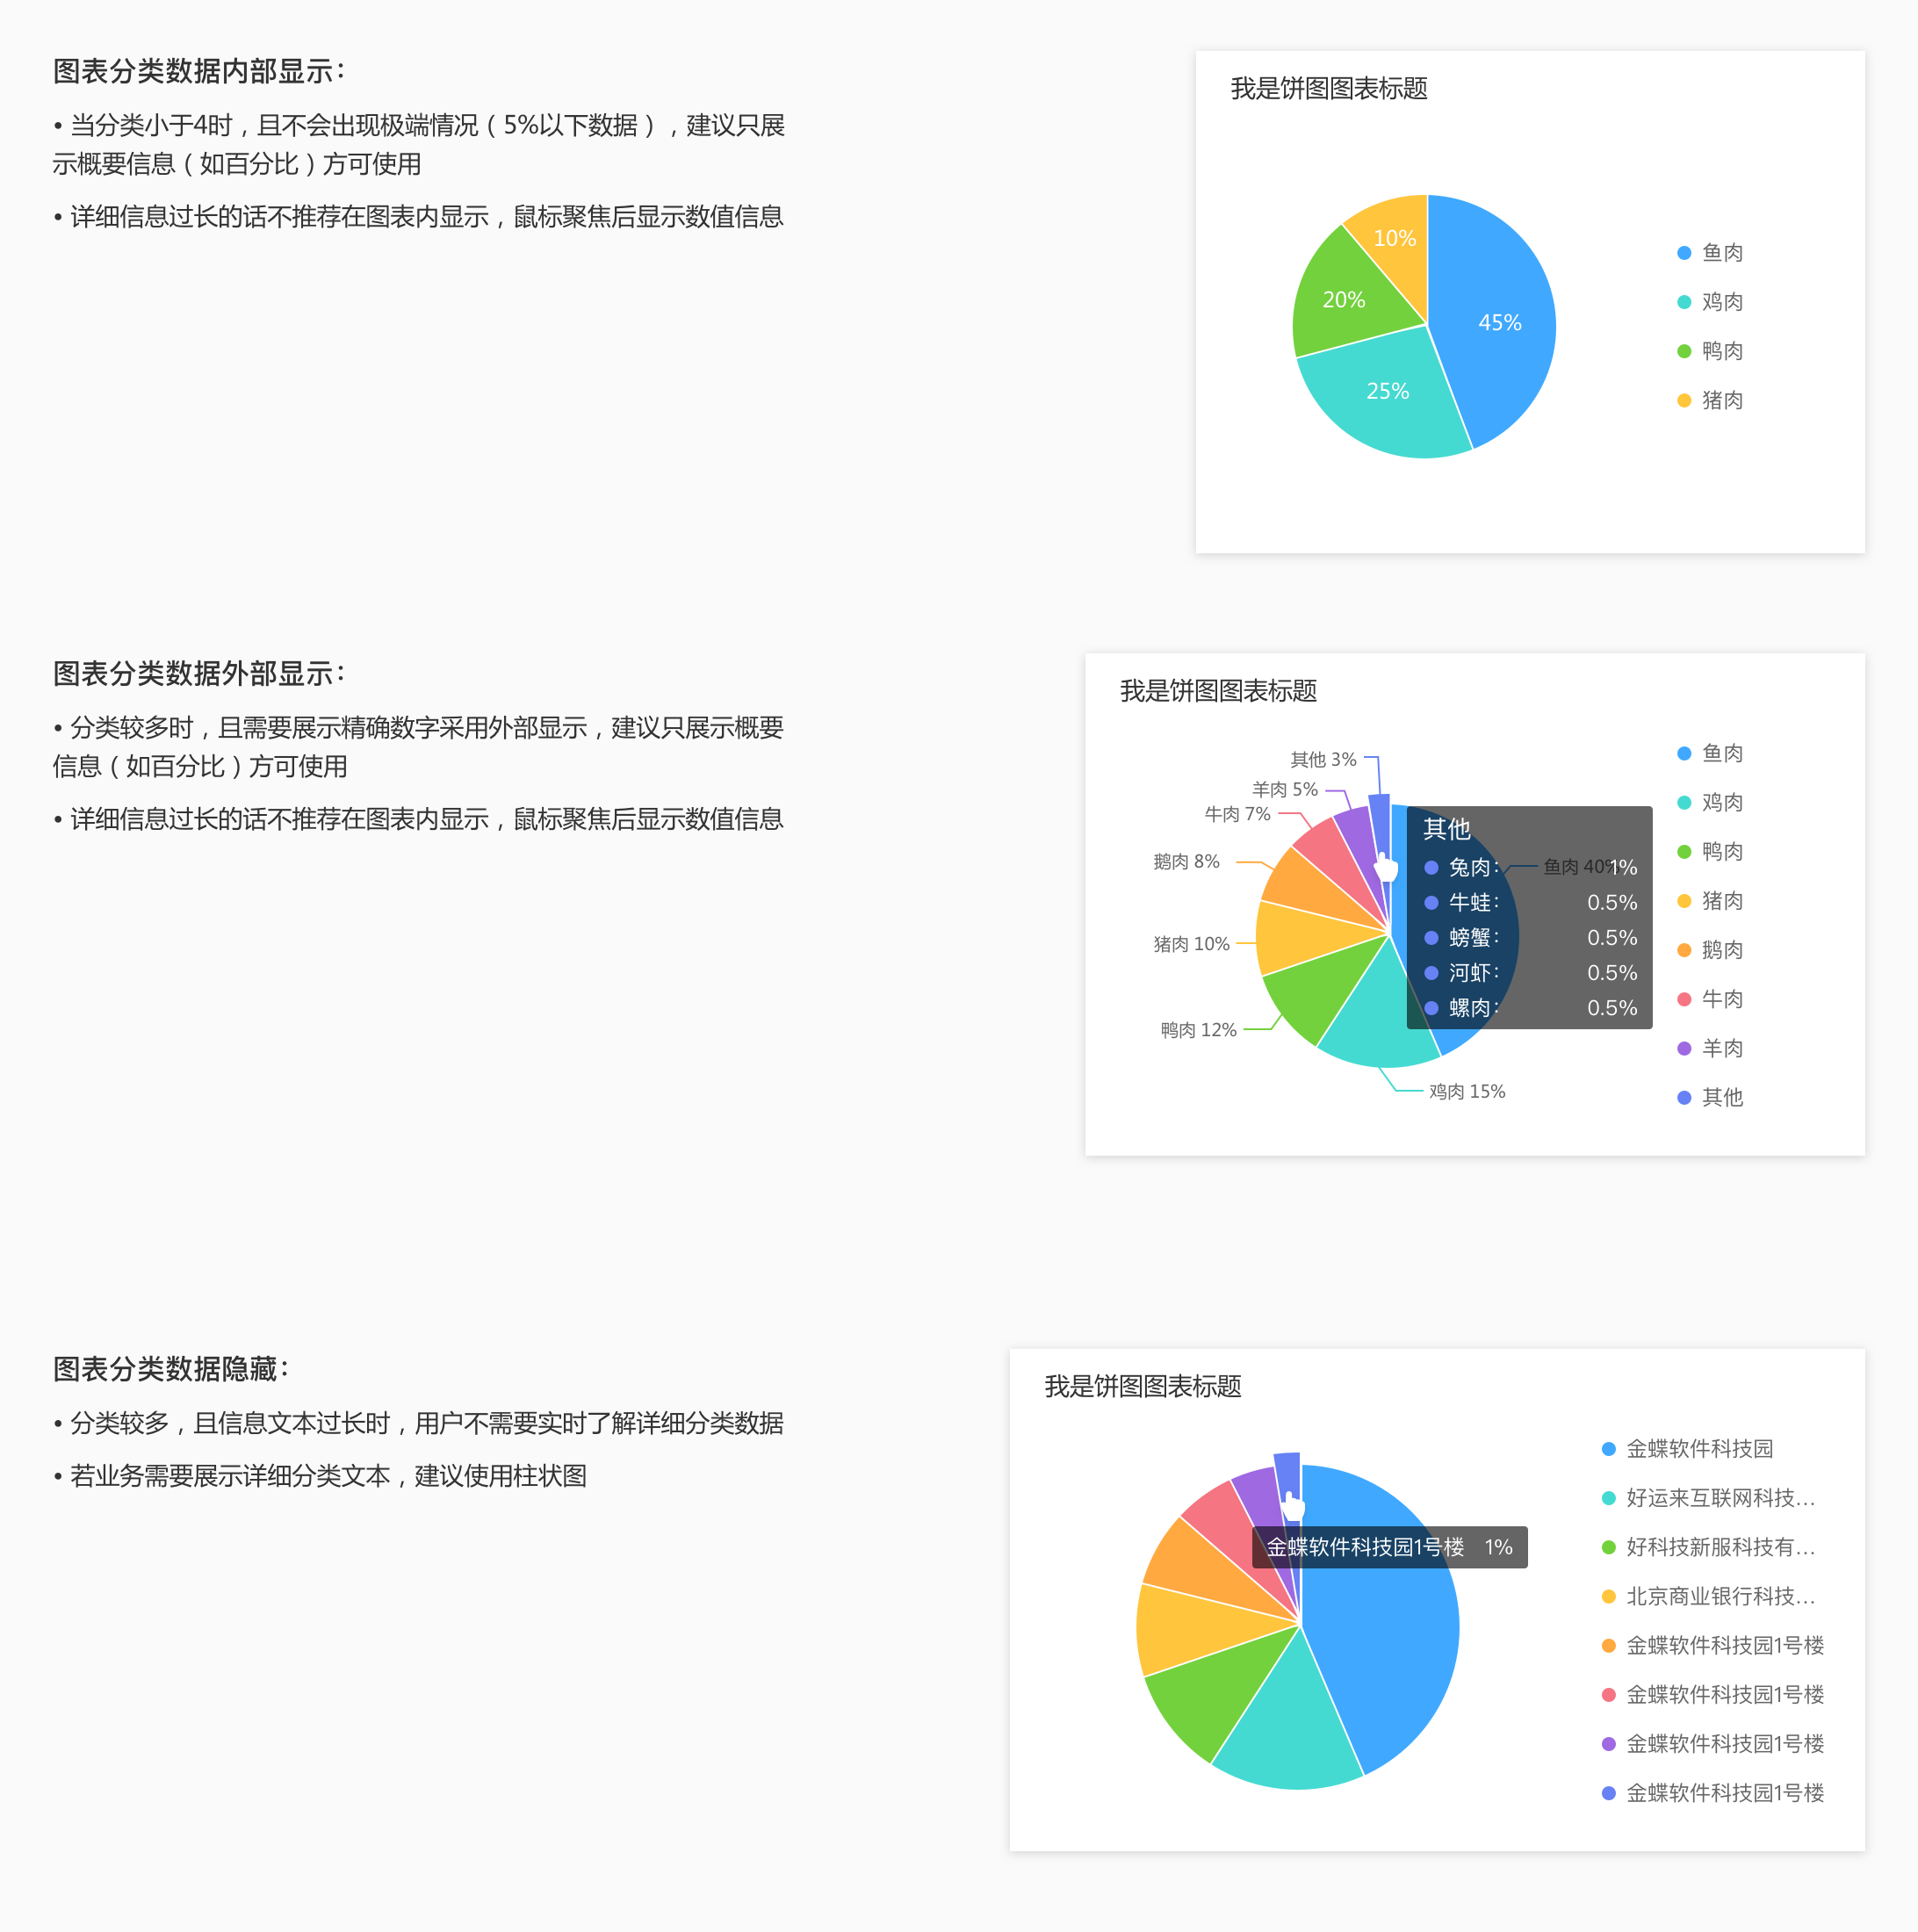 图表分类数据内部显示：
• 当分类小于4时，且不会出现极端情况（5%以下数据），建议只展
示概要信息（如百分比）方可使用
• 详细信息过长的话不推荐在图表内显示，鼠标聚焦后显示数值信息
我是饼图图表标题
10%
20%
45%
25%
鱼肉
鸡肉
鸭肉
猪肉
图表分类数据外部显示：
• 分类较多时，且需要展示精确数字采用外部显示，建议只展示概要
信息（如百分比）方可使用
• 详细信息过长的话不推荐在图表内显示，鼠标聚焦后显示数值信息
我是饼图图表标题
其他 3%
羊肉 5%
牛肉 7%
鹅肉 8%
猪肉 10%
鸭肉 12%
鸡肉 15%
鱼肉 40%
其他
兔肉： 1%
牛蛙： 0.5%
螃蟹： 0.5%
河虾： 0.5%
螺肉： 0.5%
鱼肉
鸡肉
鸭肉
猪肉
鹅肉
牛肉
羊肉
其他
图表分类数据隐藏：
• 分类较多，且信息文本过长时，用户不需要实时了解详细分类数据
• 若业务需要展示详细分类文本，建议使用柱状图
我是饼图图表标题
金蝶软件科技园1号楼 1%
金蝶软件科技园
好运来互联网科技...
好科技新服科技有...
北京商业银行科技...
金蝶软件科技园1号楼
金蝶软件科技园1号楼
金蝶软件科技园1号楼
金蝶软件科技园1号楼